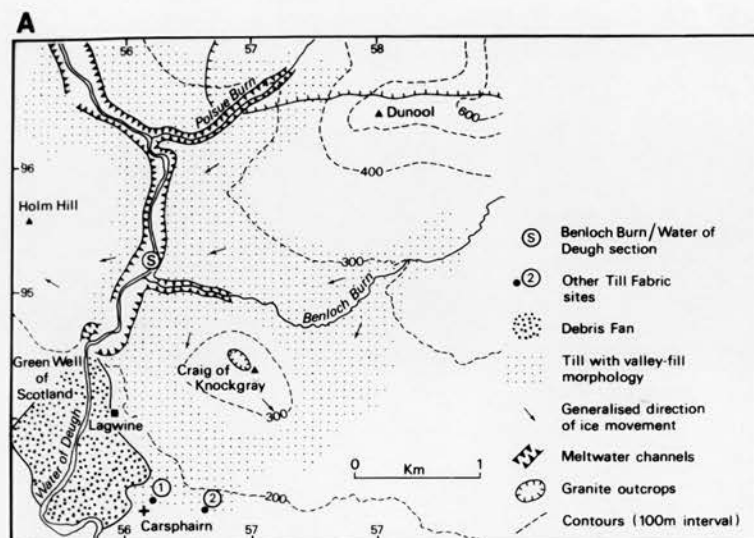 A
56
57
58
Polsue Burn
Dunool
600
96
400
Holm Hill
S
300
Benloch Burn
95
Green Well
of
Scotland
Craig of
Knockgray
300
Lagwine
Water of Deugh
0
1
Km
200
1
2
Carsphairn
56
57
57
S
Benloch Burn/Water of
Deugh section
2
Other Till Fabric
sites
Debris Fan
Till with valley-fill
morphology
Generalised direction
of ice movement
Meltwater channels
Granite outcrops
Contours (100m interval)